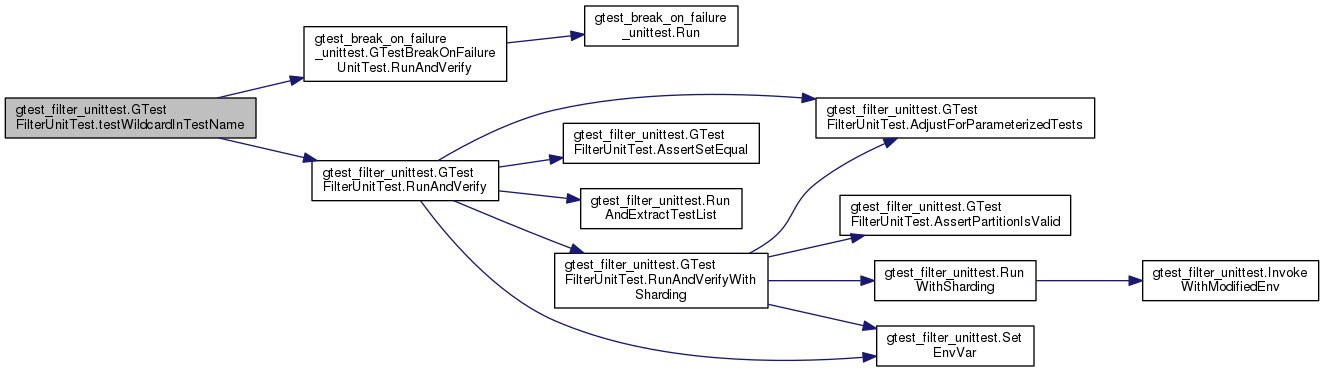 gtest_filter_unittest.GTest
FilterUnitTest.testWildcardInTestName
gtest_break_on_failure
_unittest.GTestBreakOnFailure
UnitTest.RunAndVerify
gtest_break_on_failure
_unittest.Run
gtest_filter_unittest.GTest
FilterUnitTest.RunAndVerify
gtest_filter_unittest.GTest
FilterUnitTest.AdjustForParameterizedTests
gtest_filter_unittest.GTest
FilterUnitTest.AssertSetEqual
gtest_filter_unittest.Run
AndExtractTestList
gtest_filter_unittest.GTest
FilterUnitTest.RunAndVerifyWith
Sharding
gtest_filter_unittest.GTest
FilterUnitTest.AssertPartitionIsValid
gtest_filter_unittest.Run
WithSharding
gtest_filter_unittest.Invoke
WithModifiedEnv
gtest_filter_unittest.Set
EnvVar